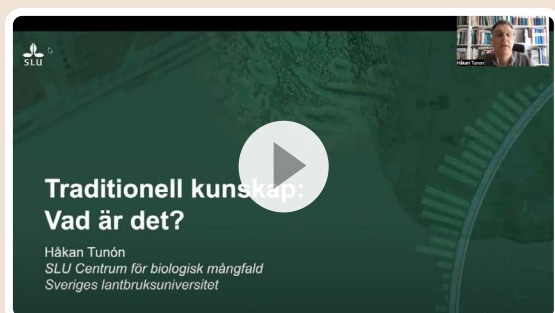 SLU
Håkan Tunón
Traditionell kunskap:
Vad är det?
Håkan Tunón
SLU Centrum för biologisk mångfald
Sveriges lantbruksuniversitet